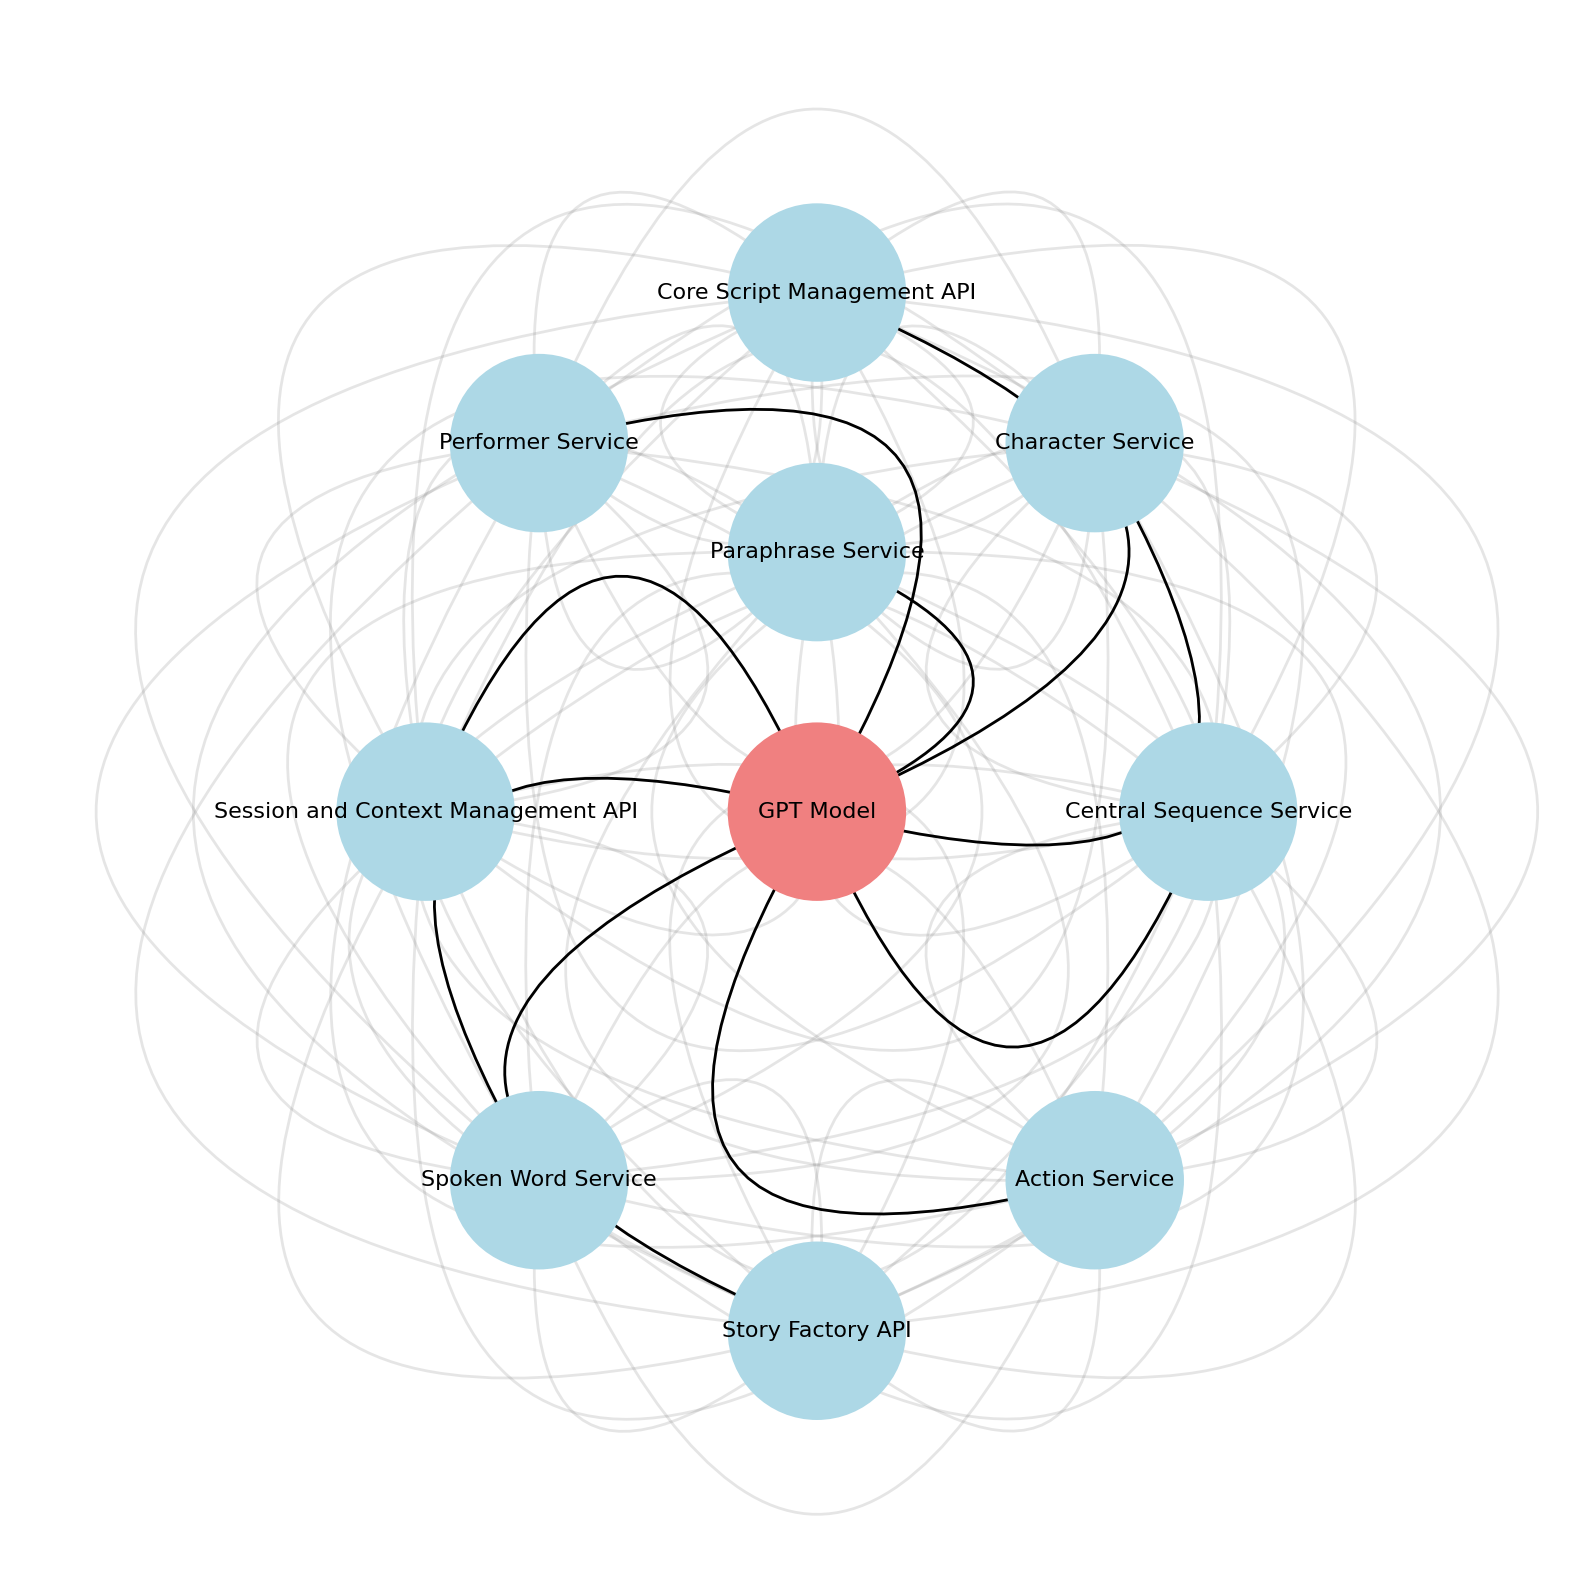 Core Script Management API
Performer Service
Character Service
Paraphrase Service
Session and Context Management API
GPT Model
Central Sequence Service
Spoken Word Service
Action Service
Story Factory API